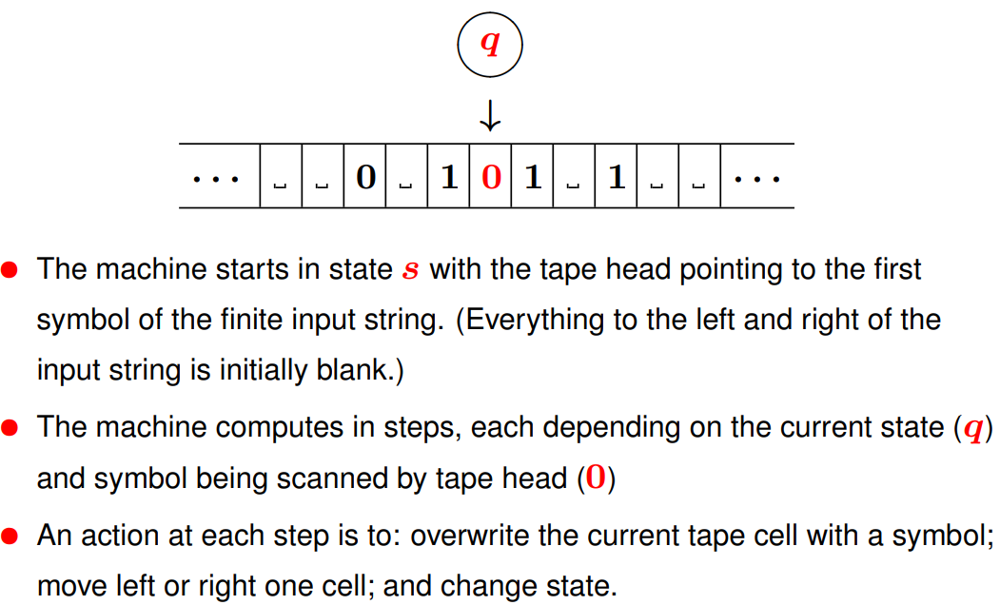 q
↓
··· ␣ ␣ 0 ␣ 1 0 1 ␣ 1 ␣ ␣ ···
● The machine starts in state s with the tape head pointing to the first
symbol of the finite input string. (Everything to the left and right of the
input string is initially blank.)
● The machine computes in steps, each depending on the current state (q)
and symbol being scanned by tape head (0)
● An action at each step is to: overwrite the current tape cell with a symbol;
move left or right one cell; and change state.